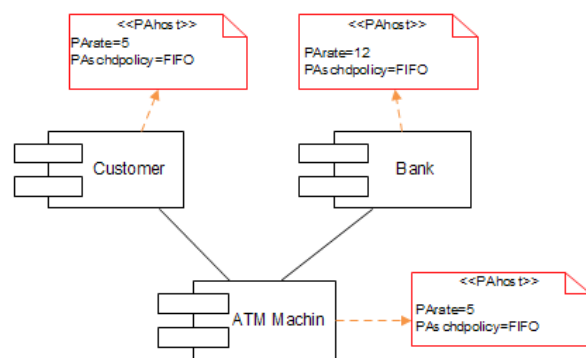 <<PAhost>>
PArate=5
PAschdpolicy=FIFO
<<PAhost>>
PArate=12
PAschdpolicy=FIFO
Customer
Bank
<<PAhost>>
PArate=5
PAschdpolicy=FIFO
ATM Machin